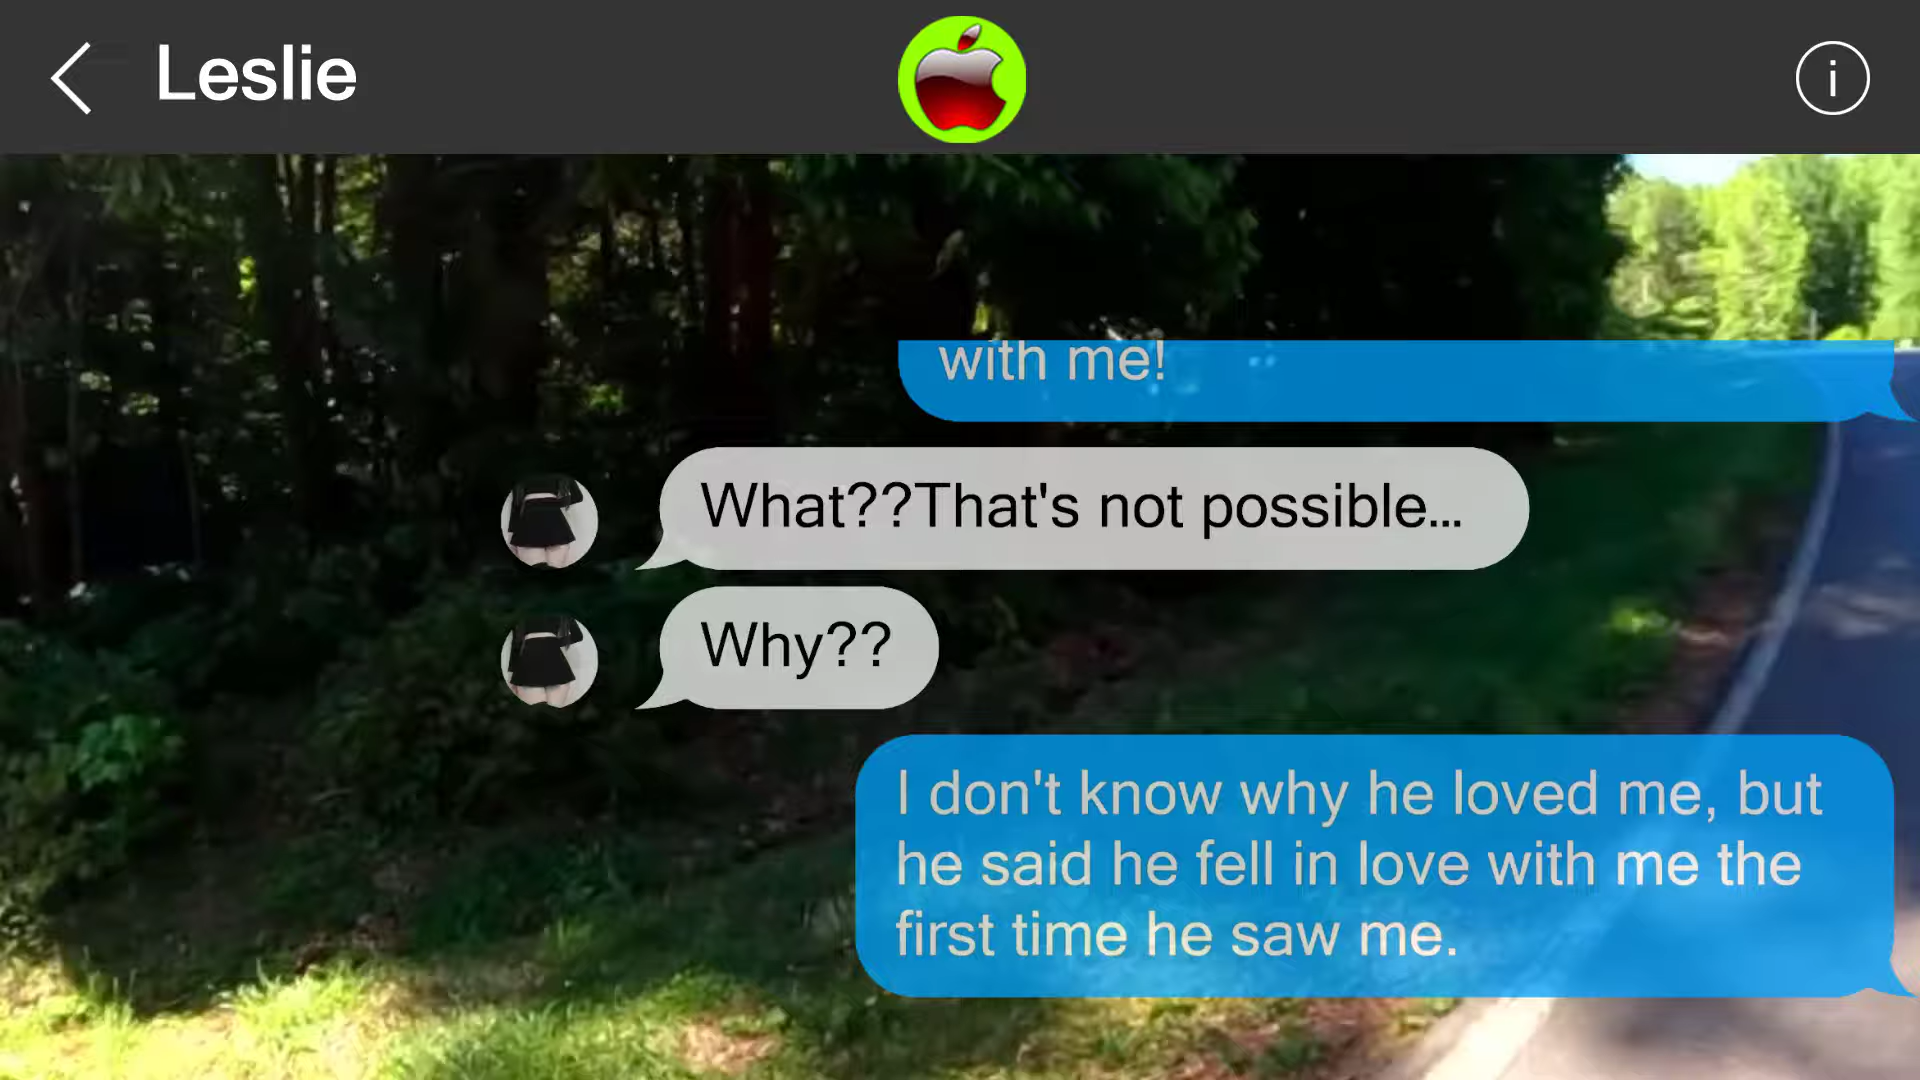 Leslie
i
with me!
What??That's not possible...
Why??
I don't know why he loved me, but
he said he fell in love with me the
first time he saw me.